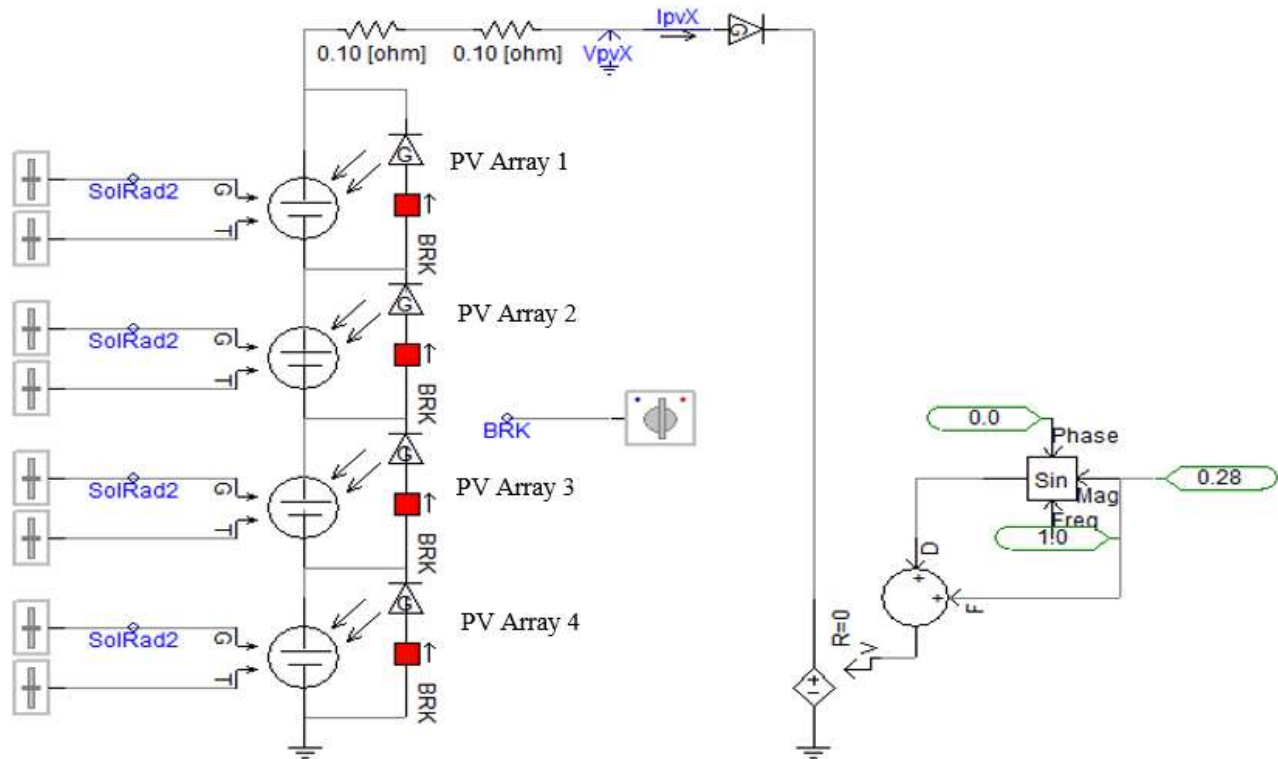 IpvX
0.10 [ohm]
0.10 [ohm]
VpvX
G
G
PV Array 1
SolRad2
G
T
BRK
G
PV Array 2
SolRad2
G
T
BRK
BRK
0.0
Phase
G
PV Array 3
SolRad2
G
T
BRK
Sin
Mag
0.28
Freq
1.0
D
F
G
PV Array 4
SolRad2
G
T
BRK
R=0
V